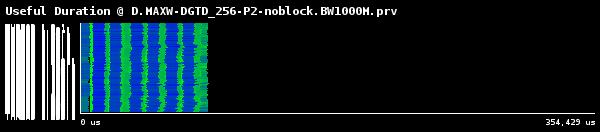 Useful Duration @ D.MAXW-DGTD_256-P2-noblock.BW1000M.prv
0 us
354,429 us